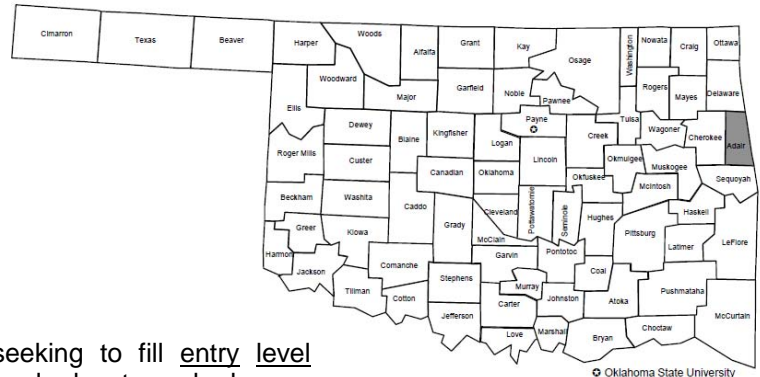 Cimarron
Texas
Beaver
Harper
Woods
Alfalfa
Grant
Kay
Osage
Washington
Nowata
Craig
Ottawa
Woodward
Major
Garfield
Noble
Pawnee
Rogers
Mayes
Delaware
Ellis
Dewey
Blaine
Kingfisher
Logan
Payne
Creek
Tulsa
Wagoner
Cherokee
Adair
Roger Mills
Custer
Canadian
Oklahoma
Lincoln
Okfuskee
Okmulgee
Muskogee
McIntosh
Sequoyah
Beckham
Washita
Caddo
Grady
Cleveland
Pottawatomie
Seminole
Hughes
Pittsburg
Haskell
Latimer
LeFlore
Greer
Kiowa
McClain
Garvin
Pontotoc
Coal
Harmon
Jackson
Comanche
Stephens
Murray
Johnston
Atoka
Pushmataha
McCurtain
Tillman
Cotton
Jefferson
Carter
Love
Marshall
Bryan
Choctaw
seeking to fill entry level
Oklahoma State University